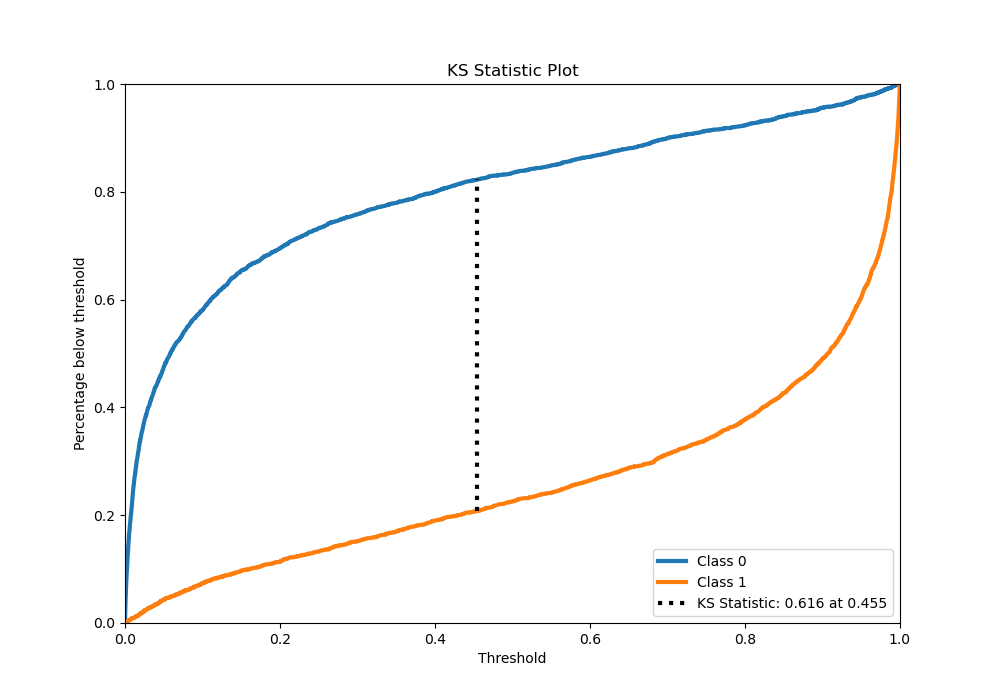 KS Statistic Plot
1.0
0.8
0.6
0.4
0.2
0.0
Percentage below threshold
0.0 0.2 0.4 0.6 0.8 1.0
Threshold
Class 0
Class 1
KS Statistic: 0.616 at 0.455